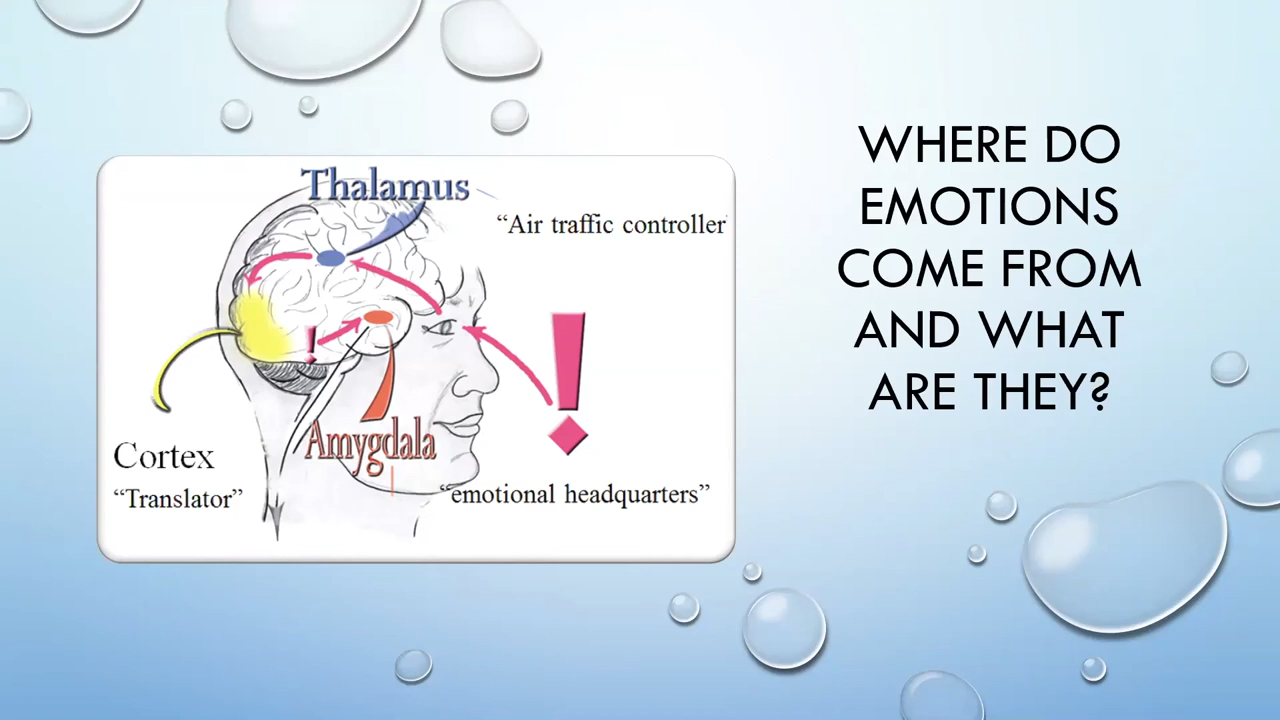 Thalamus
“Air traffic controller
!
!
Amygdala
Cortex
“Translator”
“emotional headquarters”
WHERE DO
EMOTIONS
COME FROM
AND WHAT
ARE THEY?